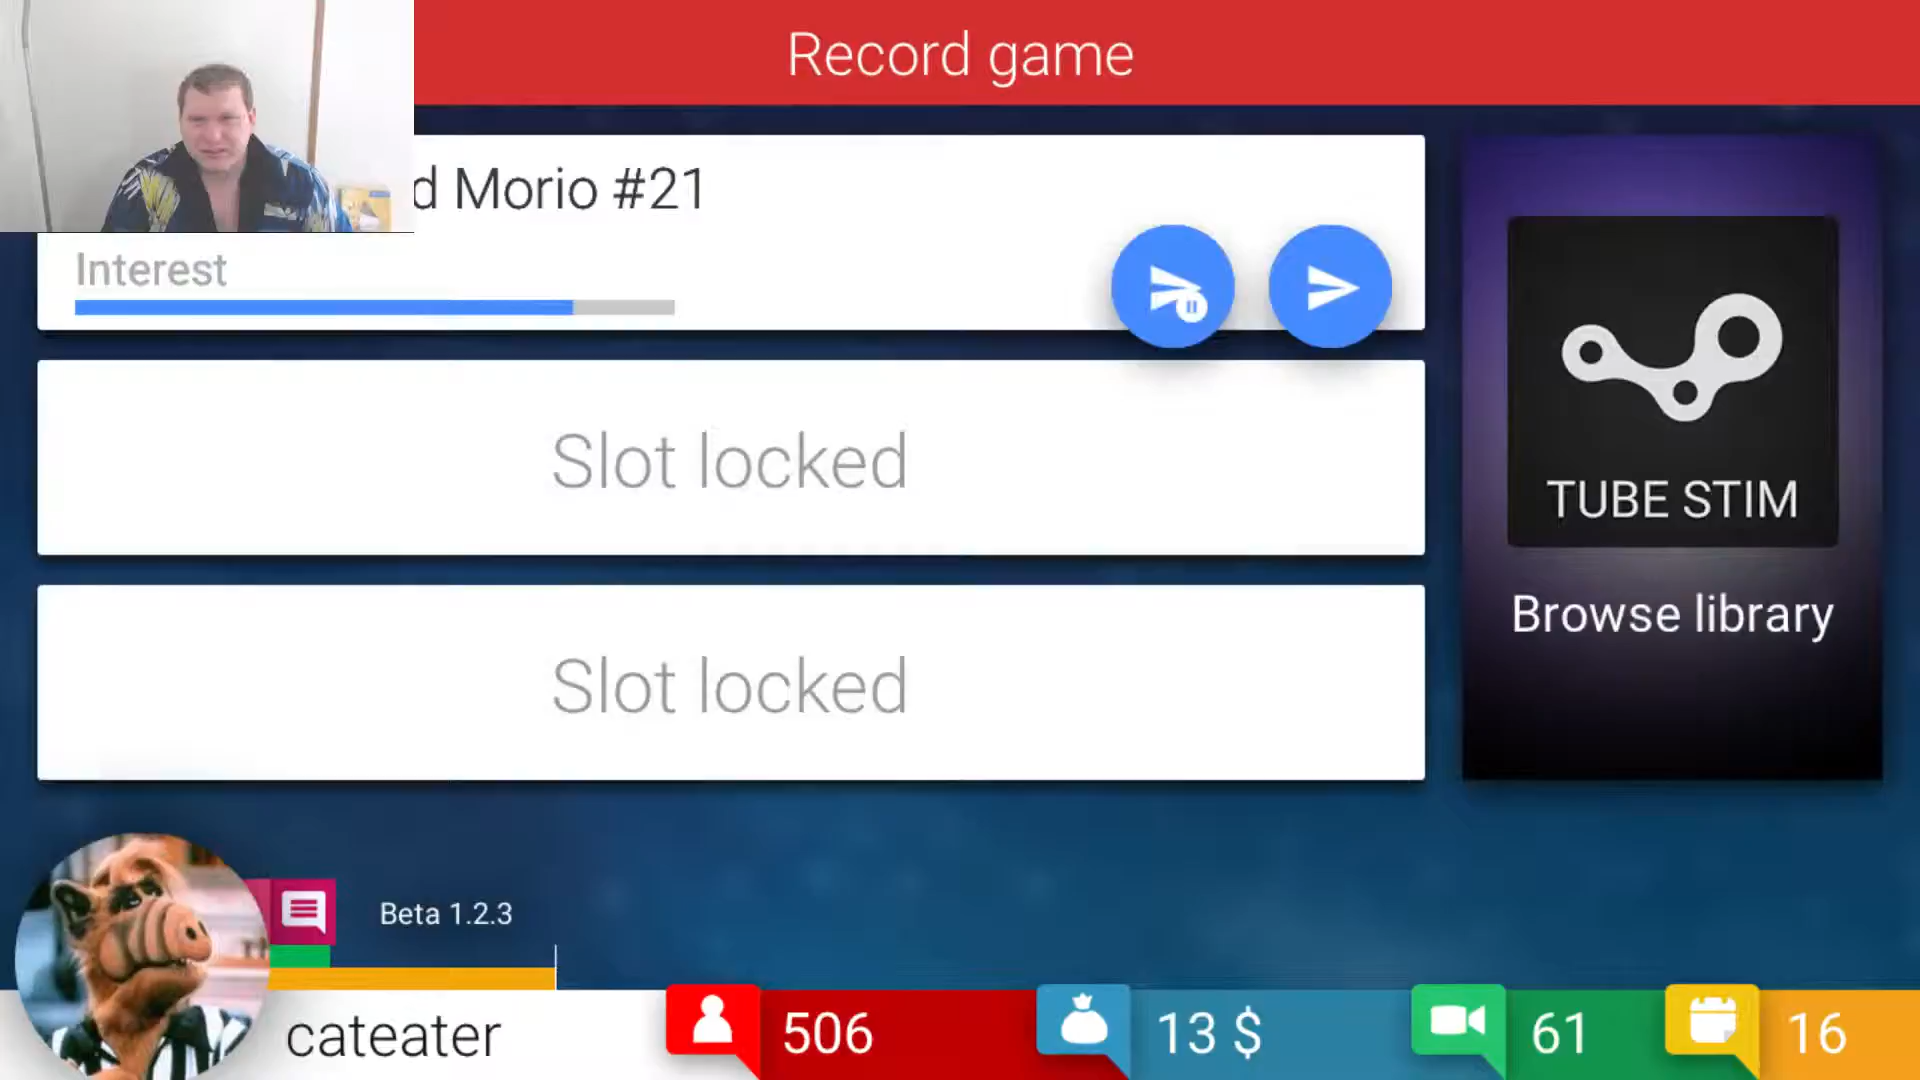 Record game
d Morio #21
Interest
Slot locked
Slot locked
TUBE STIM
Browse library
Beta 1.2.3
cateater
506
13 $
61
16